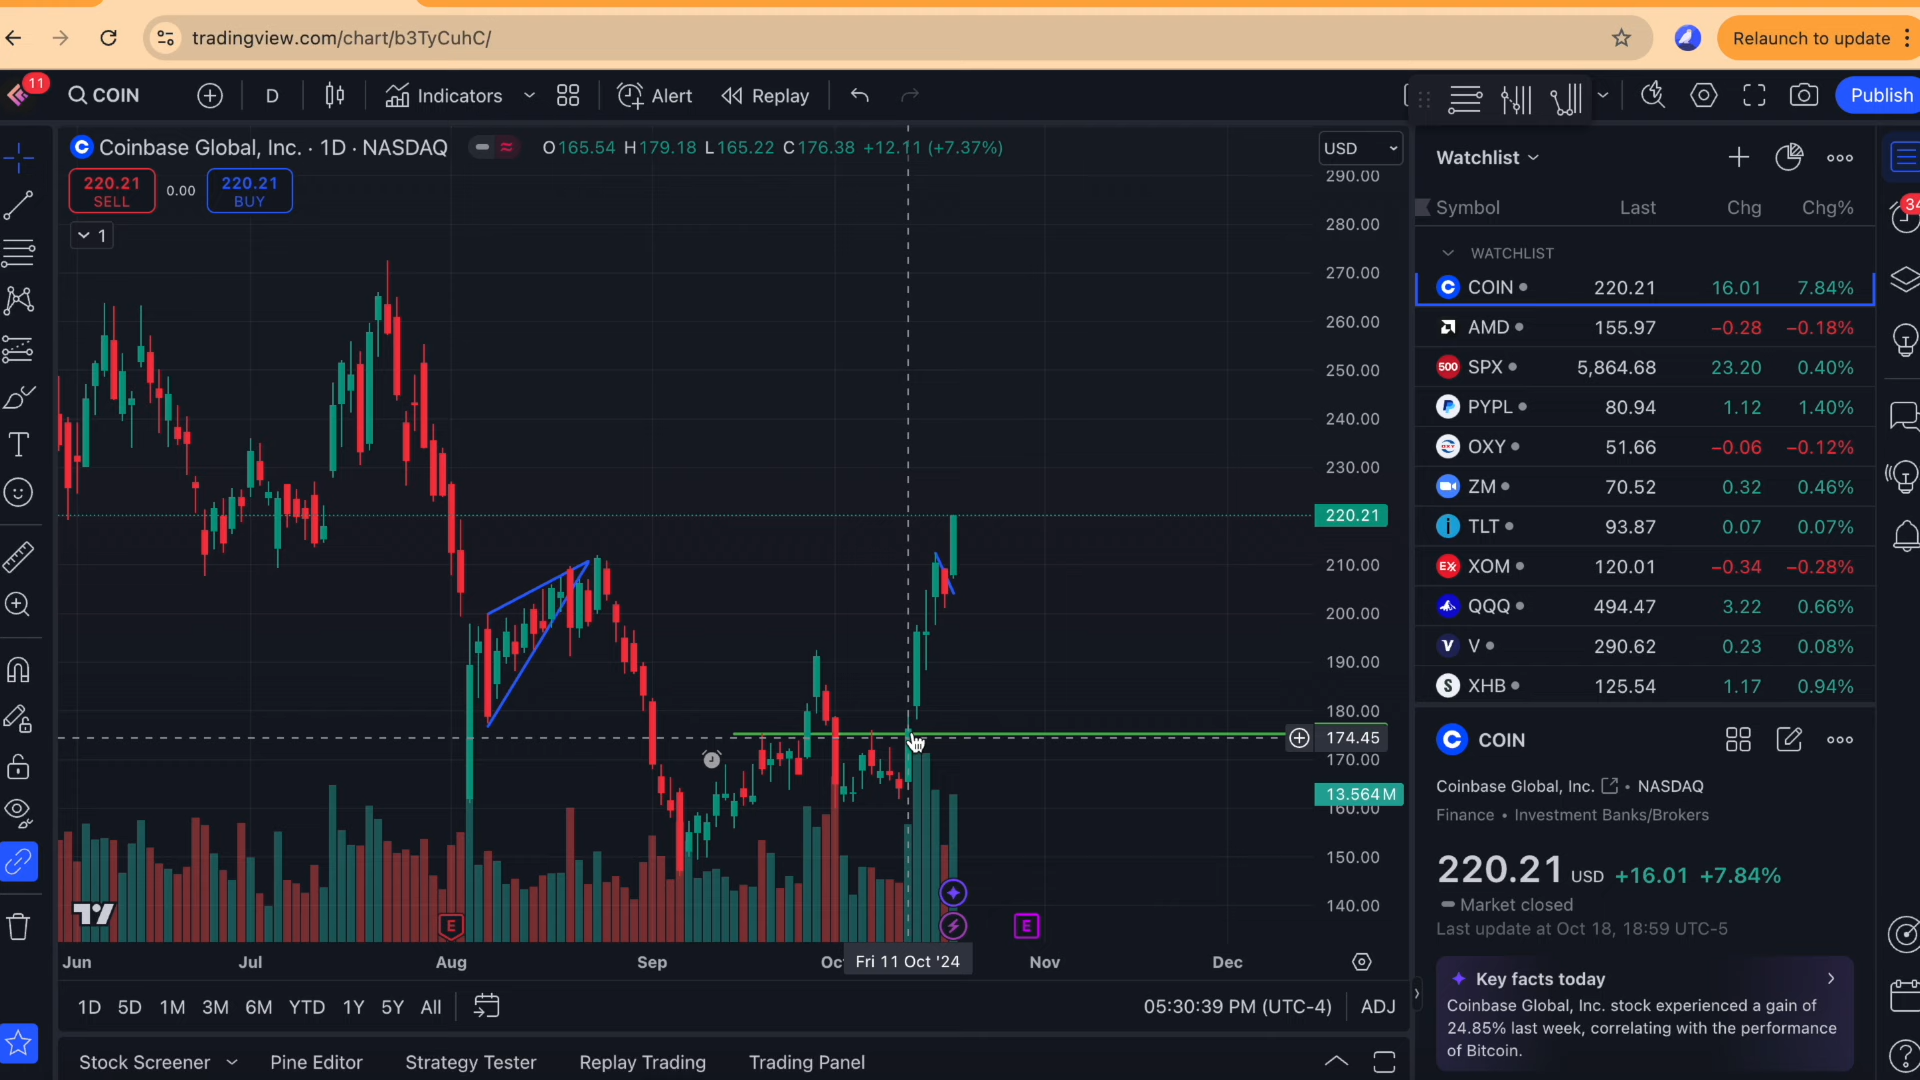 tradingview.com/chart/b3TyCuhC/
Relaunch to update
11
COIN
D
Indicators
Alert
Replay
Publish
Coinbase Global, Inc. · 1D · NASDAQ
O165.54 H179.18 L165.22 C176.38 +12.11 (+7.37%)
USD
220.21
SELL
0.00
220.21
BUY
1
290.00
280.00
270.00
260.00
250.00
240.00
230.00
220.21
210.00
200.00
190.00
180.00
174.45
170.00
13.564 M
160.00
150.00
140.00
E
E
Jun
Jul
Aug
Sep
Oct
Fri 11 Oct '24
Nov
Dec
1D
5D
1M
3M
6M
YTD
1Y
5Y
All
05:30:39 PM (UTC-4)
ADJ
Stock Screener
Pine Editor
Strategy Tester
Replay Trading
Trading Panel
Watchlist
34
Symbol Last Chg Chg%
WATCHLIST
COIN 220.21 16.01 7.84%
AMD 155.97 −0.28 −0.18%
500 SPX 5,864.68 23.20 0.40%
PYPL 80.94 1.12 1.40%
OXY 51.66 −0.06 −0.12%
ZM 70.52 0.32 0.46%
TLT 93.87 0.07 0.07%
XOM 120.01 −0.34 −0.28%
QQQ 494.47 3.22 0.66%
V V 290.62 0.23 0.08%
S XHB 125.54 1.17 0.94%
COIN
Coinbase Global, Inc. • NASDAQ
Finance • Investment Banks/Brokers
220.21 USD +16.01 +7.84%
Market closed
Last update at Oct 18, 18:59 UTC-5
Key facts today
Coinbase Global, Inc. stock experienced a gain of
24.85% last week, correlating with the performance
of Bitcoin.